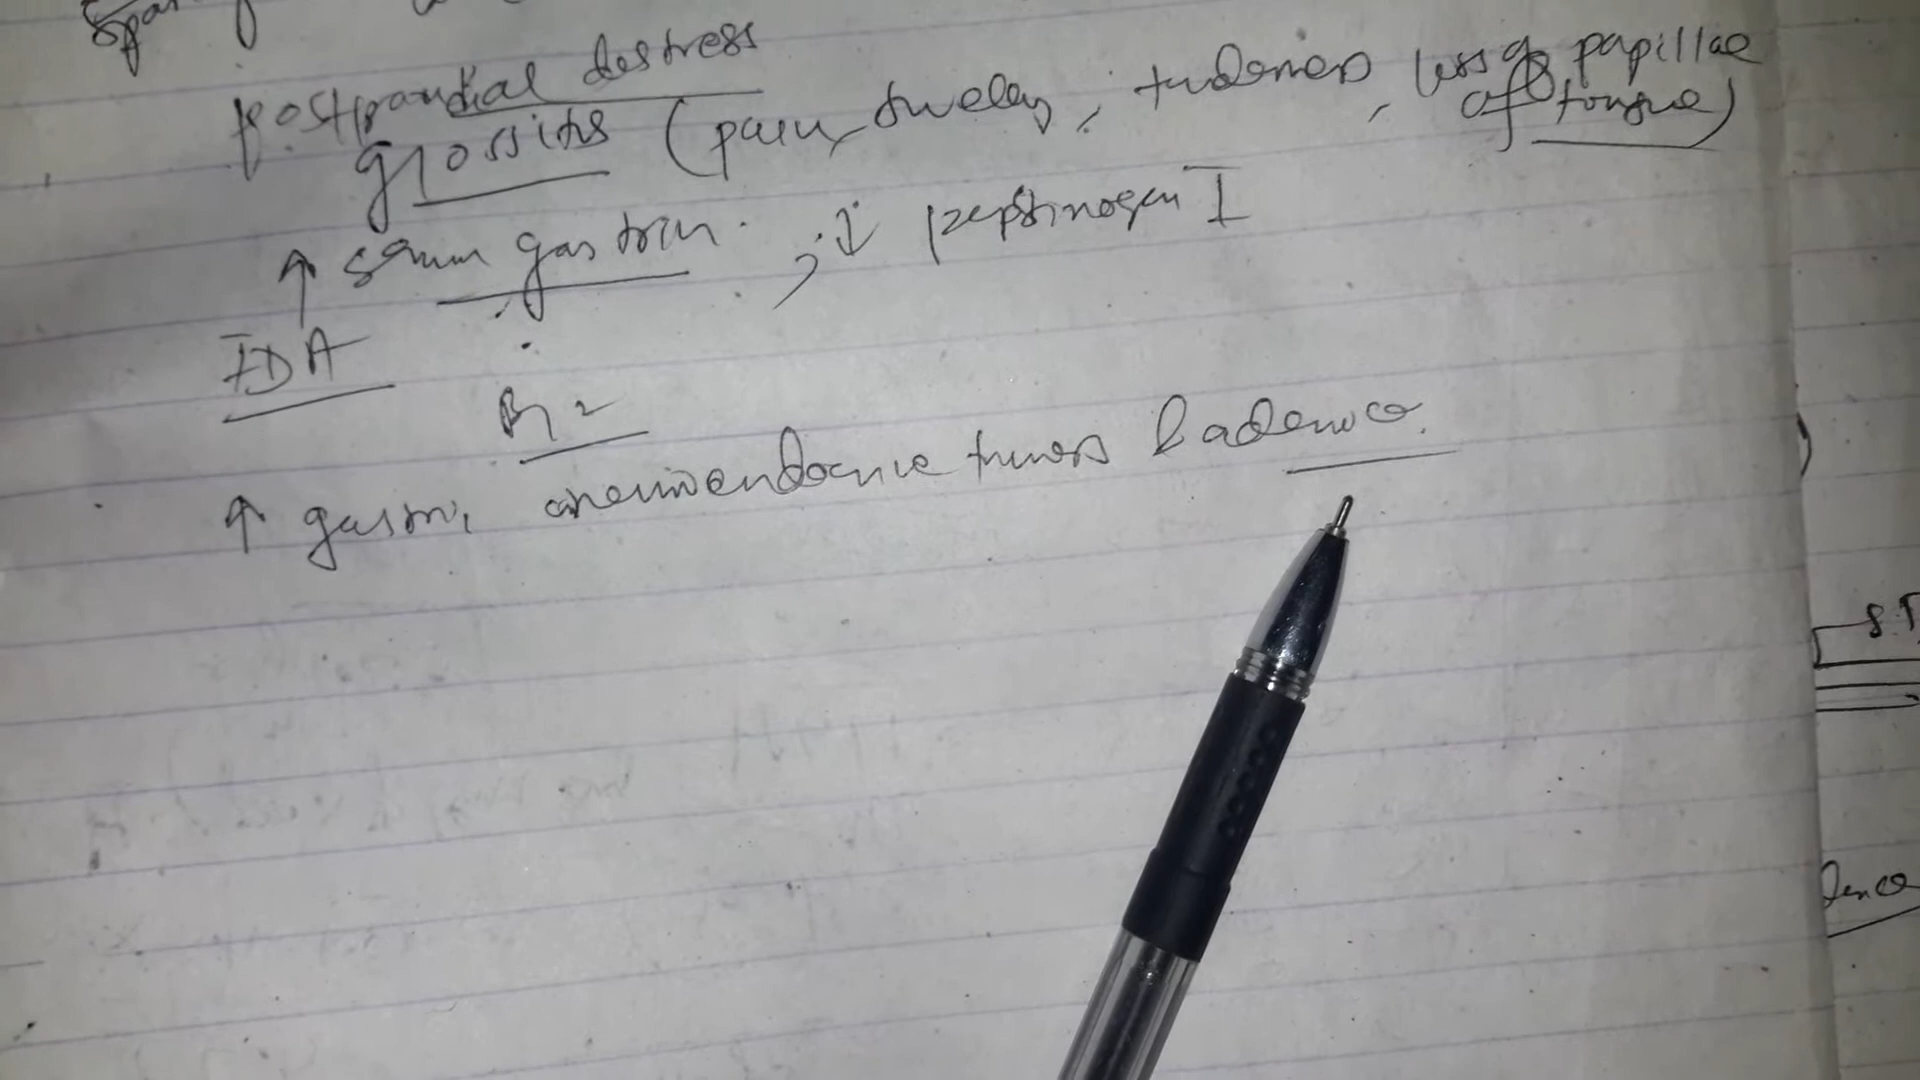 postprandial distress
glossitis (pain, swelling, tenderness, loss of papillae
of tongue)
↑ serum gastrin. , ↓ pepsinogen I
IDA
B12
↑ gastric neuroendocrine tumors & adenoca.